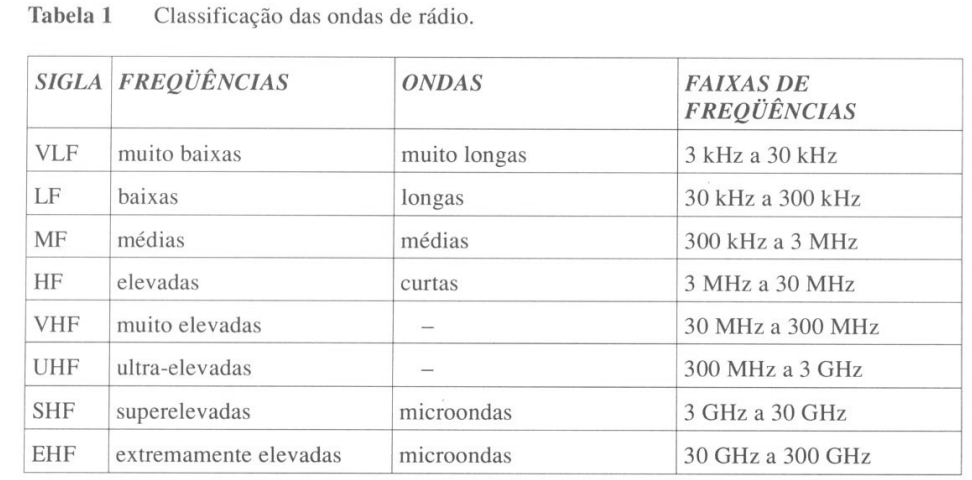 Tabela 1 Classificação das ondas de rádio.
SIGLA FREQÜÊNCIAS ONDAS FAIXAS DE
FREQÜÊNCIAS
VLF muito baixas muito longas 3 kHz a 30 kHz
LF baixas longas 30 kHz a 300 kHz
MF médias médias 300 kHz a 3 MHz
HF elevadas curtas 3 MHz a 30 MHz
VHF muito elevadas – 30 MHz a 300 MHz
UHF ultra-elevadas – 300 MHz a 3 GHz
SHF superelevadas microondas 3 GHz a 30 GHz
EHF extremamente elevadas microondas 30 GHz a 300 GHz